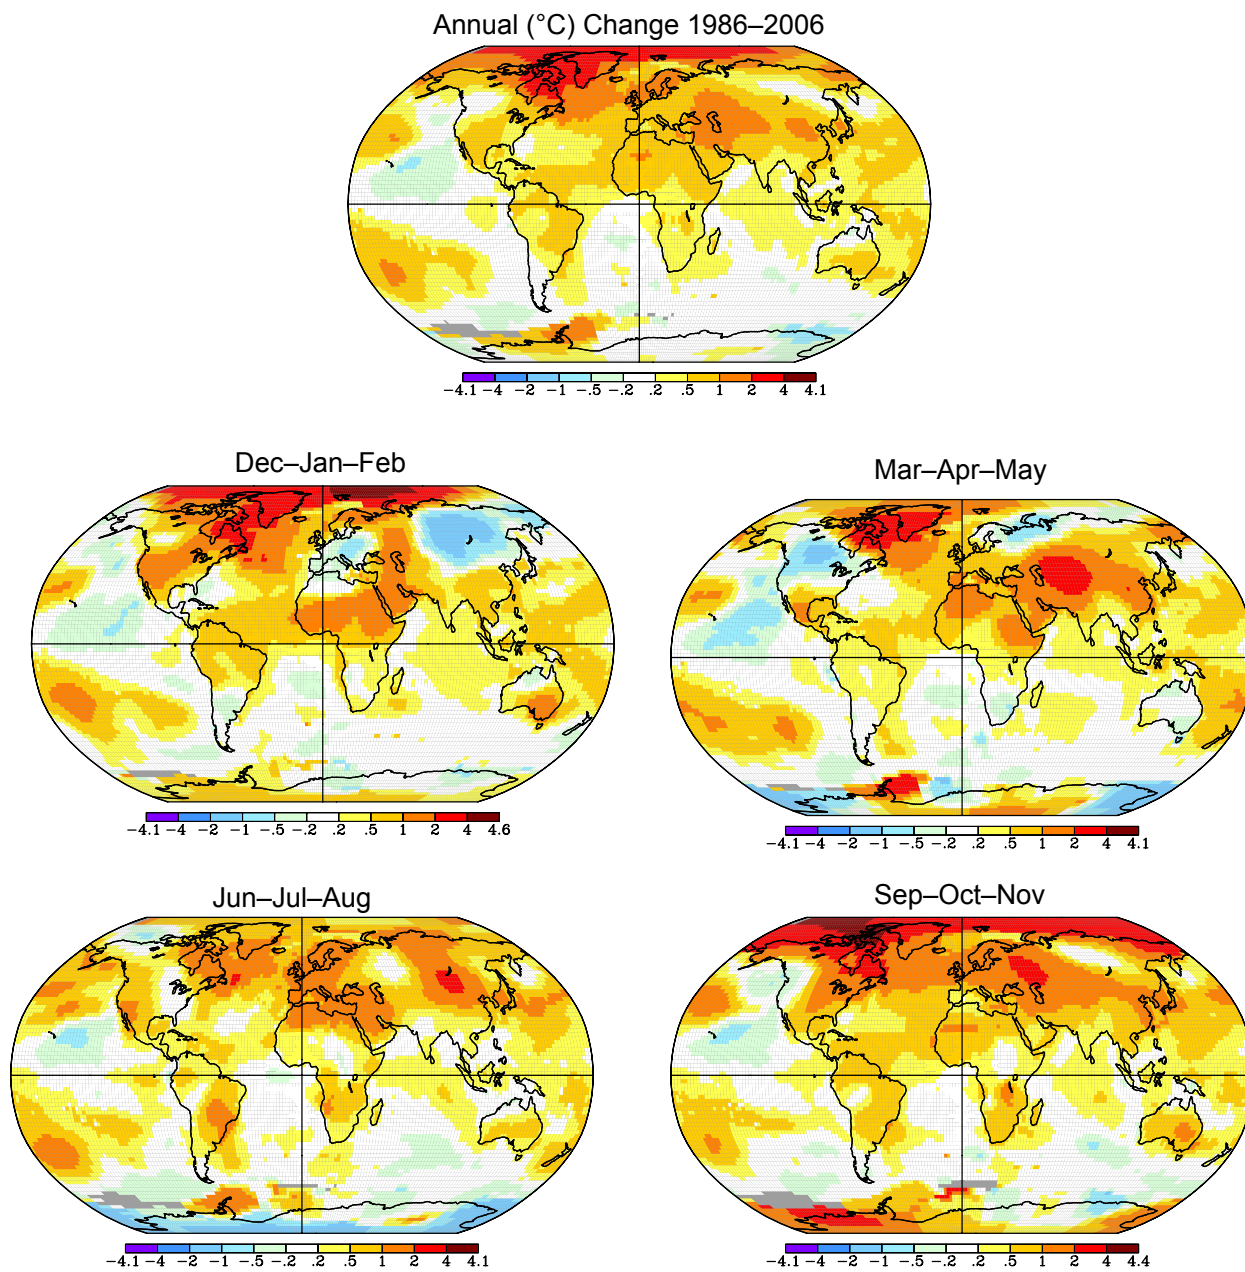 Annual (°C) Change 1986–2006
-4.1 -4 -2 -1 -.5 -.2 .2 .5 1 2 4 4.1
Dec–Jan–Feb
Mar–Apr–May
-4.1 -4 -2 -1 -.5 -.2 .2 .5 1 2 4 4.6
-4.1 -4 -2 -1 -.5 -.2 .2 .5 1 2 4 4.1
Jun–Jul–Aug
Sep–Oct–Nov
-4.1 -4 -2 -1 -.5 -.2 .2 .5 1 2 4 4.1
-4.1 -4 -2 -1 -.5 -.2 .2 .5 1 2 4 4.4